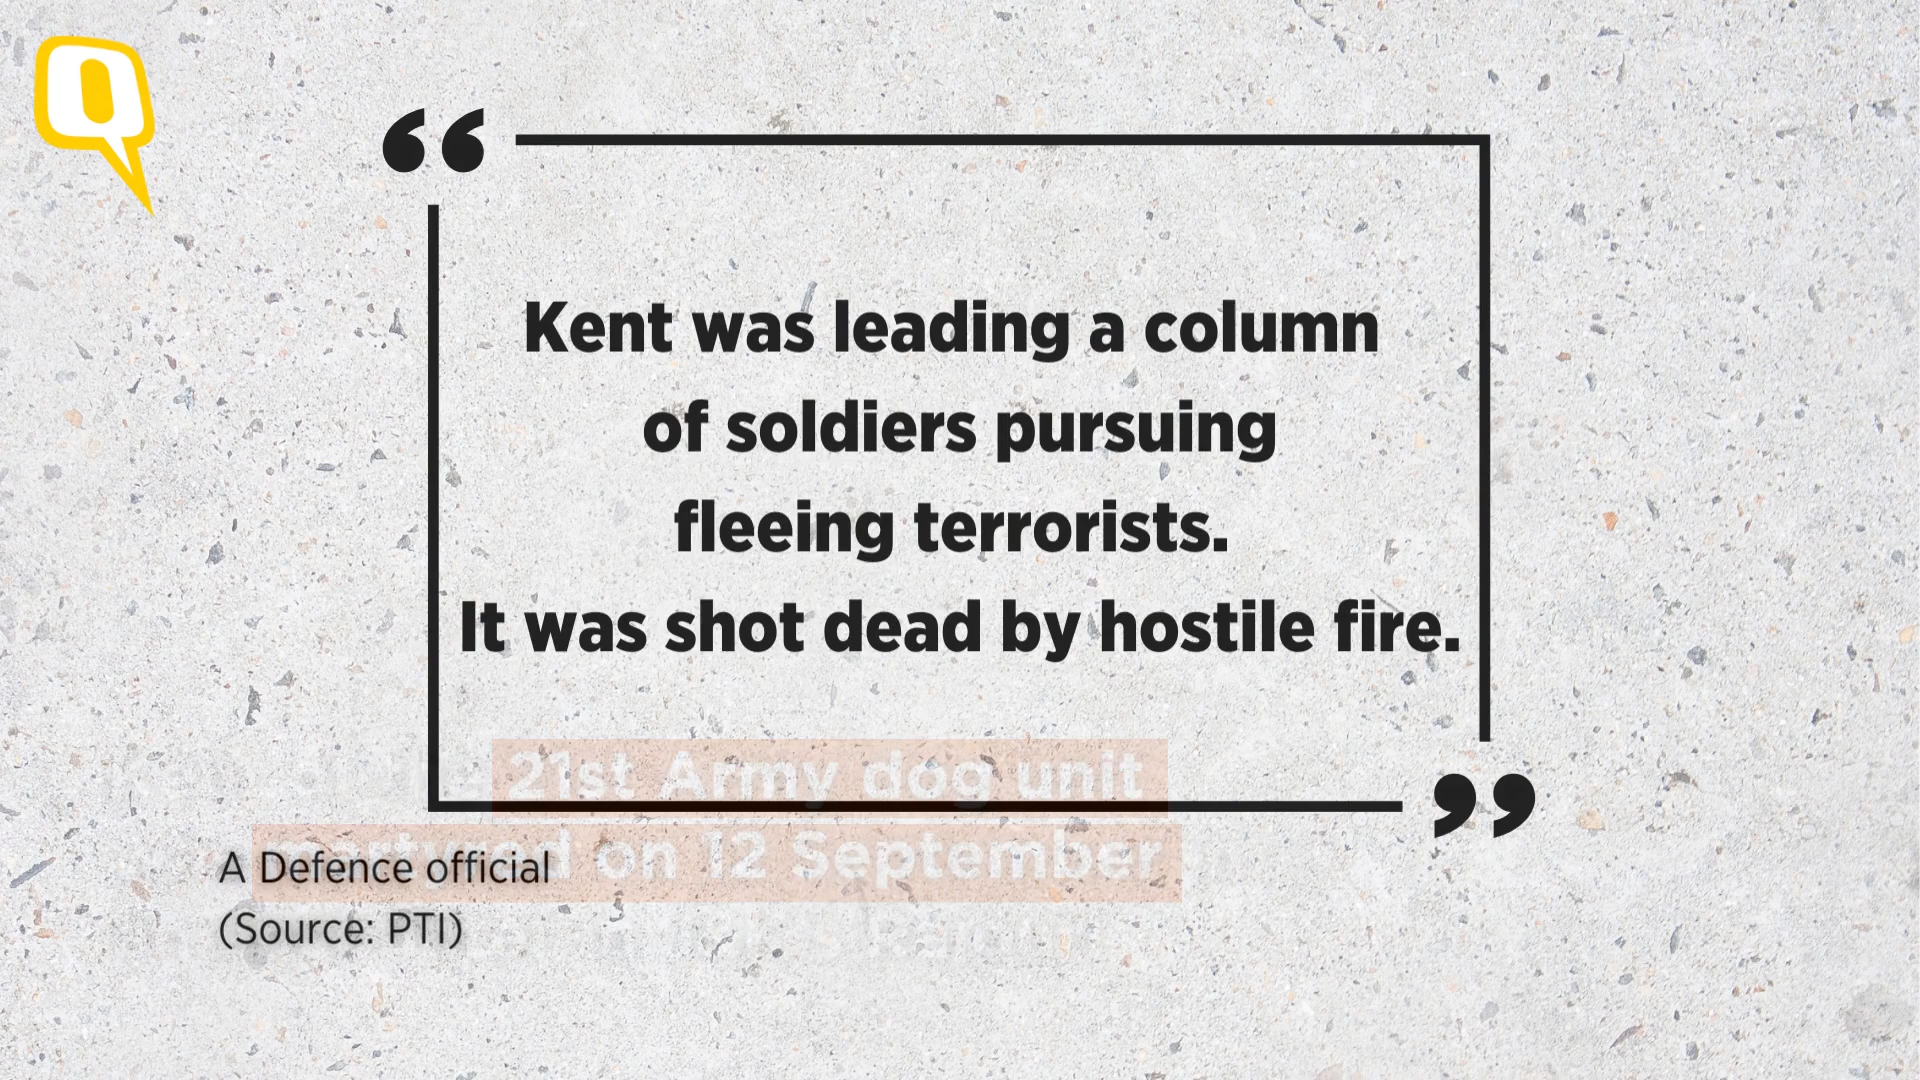 Kent was leading a column
of soldiers pursuing
fleeing terrorists.
It was shot dead by hostile fire.
21st Army dog unit
martyred on 12 September
A Defence official
(Source: PTI)